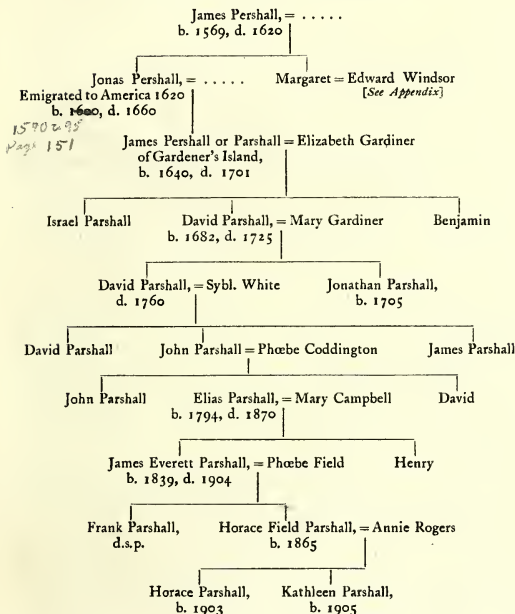 James Pershall, = . . . . .
b. 1569, d. 1620
Jonas Pershall, = . . . . . Margaret = Edward Windsor
Emigrated to America 1620 [See Appendix]
b. 1600, d. 1660
1590 or 95
Page 151
James Pershall or Parshall = Elizabeth Gardiner
of Gardener's Island,
b. 1640, d. 1701
Israel Parshall David Parshall, = Mary Gardiner Benjamin
b. 1682, d. 1725
David Parshall, = Sybl. White Jonathan Parshall,
d. 1760 b. 1705
David Parshall John Parshall = Phœbe Coddington James Parshall
John Parshall Elias Parshall, = Mary Campbell David
b. 1794, d. 1870
James Everett Parshall, = Phœbe Field Henry
b. 1839, d. 1904
Frank Parshall, Horace Field Parshall, = Annie Rogers
d.s.p. b. 1865
Horace Parshall, Kathleen Parshall,
b. 1903 b. 1905